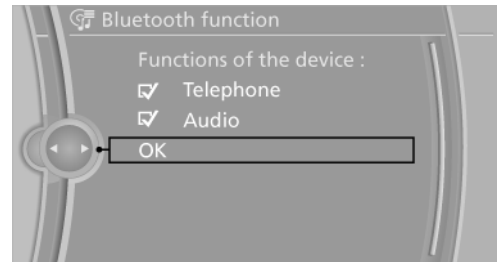 Bluetooth function
Functions of the device :
Telephone
Audio
OK